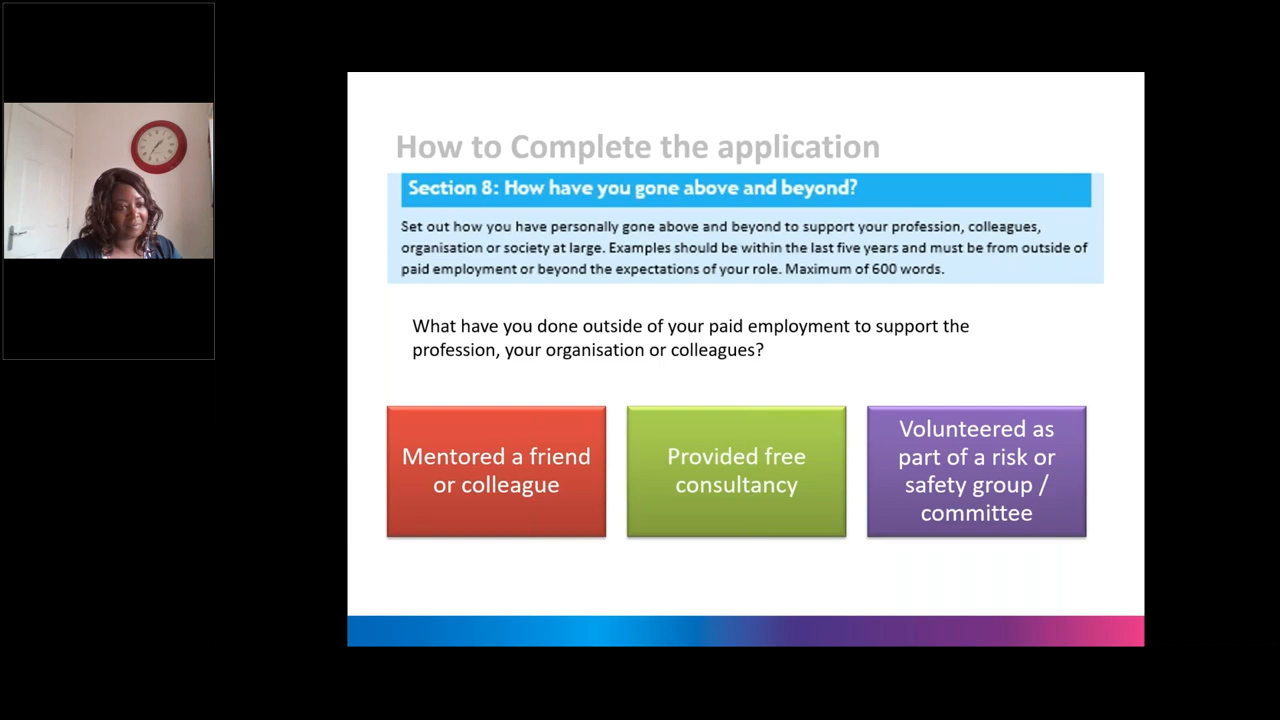 How to Complete the application
Section 8: How have you gone above and beyond?
Set out how you have personally gone above and beyond to support your profession, colleagues,
organisation or society at large. Examples should be within the last five years and must be from outside of
paid employment or beyond the expectations of your role. Maximum of 600 words.
What have you done outside of your paid employment to support the
profession, your organisation or colleagues?
Mentored a friend
or colleague
Provided free
consultancy
Volunteered as
part of a risk or
safety group /
committee